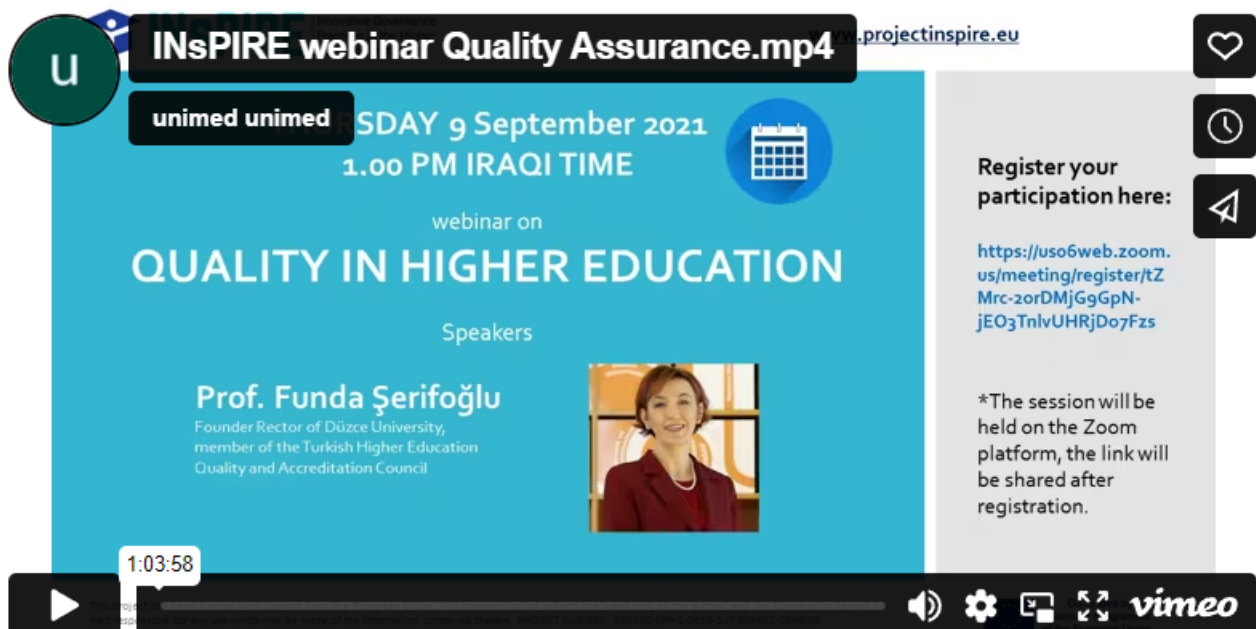 INsPIRE webinar Quality Assurance.mp4
www.projectinspire.eu
u
unimed unimed
THURSDAY 9 September 2021
1.00 PM IRAQI TIME
webinar on
QUALITY IN HIGHER EDUCATION
Speakers
Prof. Funda Şerifoğlu
Founder Rector of Düzce University,
member of the Turkish Higher Education
Quality and Accreditation Council
Register your
participation here:
https://us06web.zoom.
us/meeting/register/tZ
Mrc-2orDMjG9GpN-
jEO3TnlvUHRjDo7Fzs
*The session will be
held on the Zoom
platform, the link will
be shared after
registration.
1:03:58
vimeo